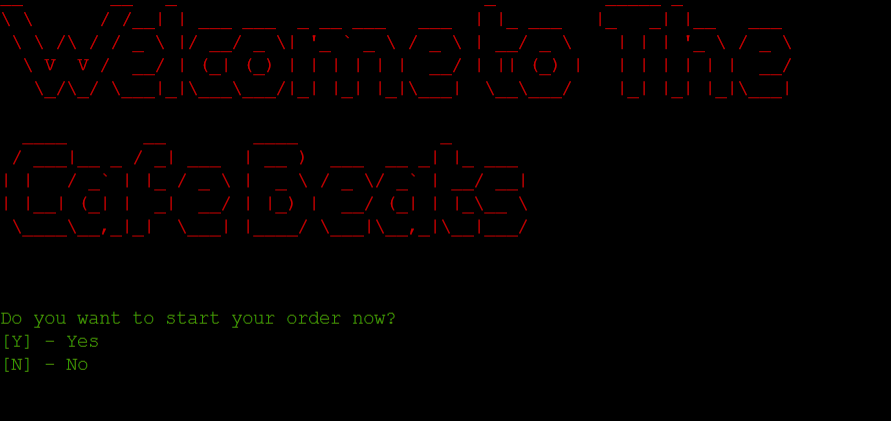 Welcome to The
Cafe Beats
Do you want to start your order now?
[Y] - Yes
[N] - No